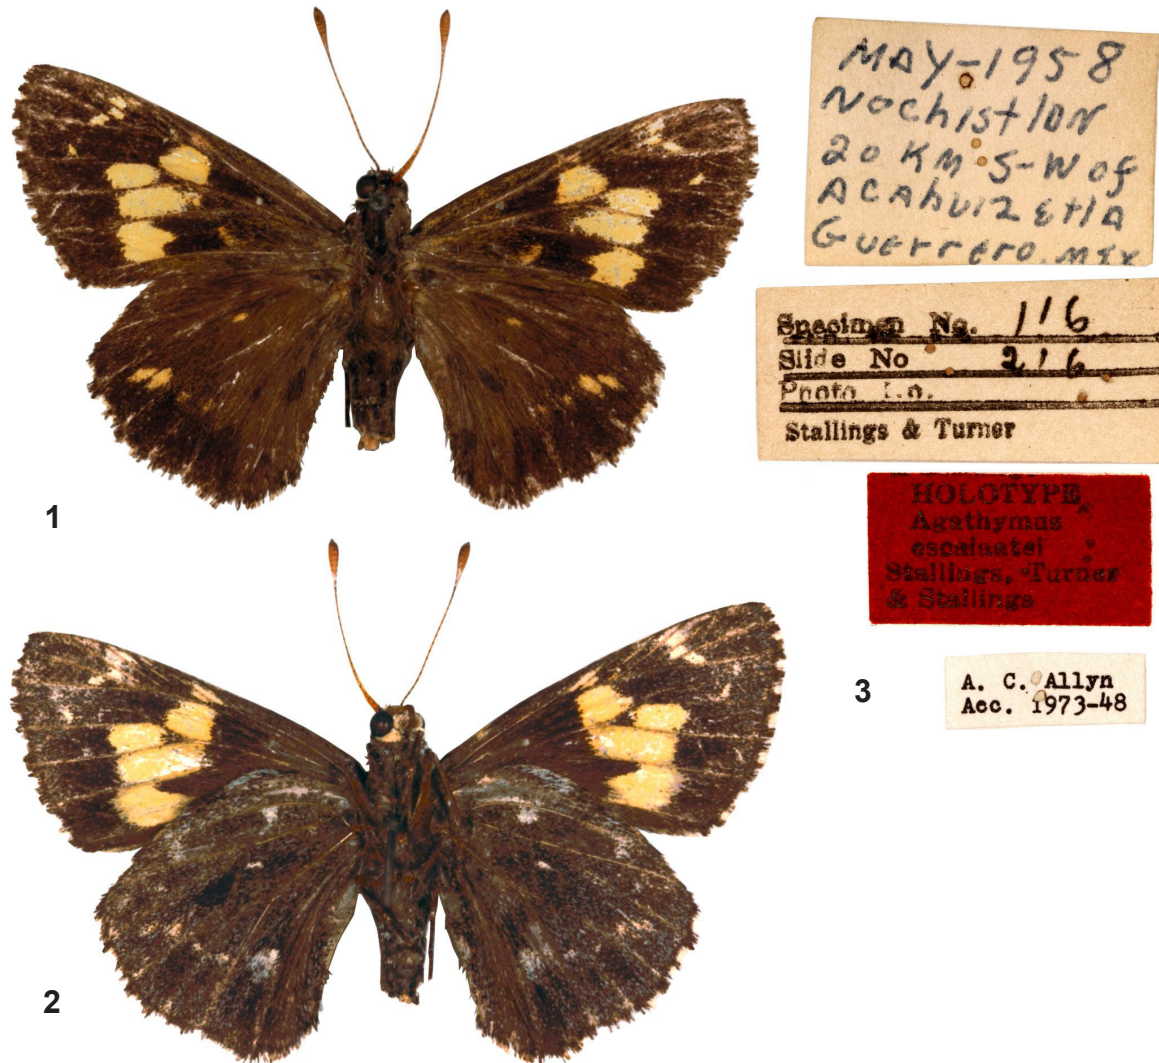 MAY-1958
Nochistlon
20 KM S-W of
ACAhuizotlA
Guerrero, Mex
Specimen No. 116
Slide No 216
Photo No.
Stallings & Turner
HOLOTYPE
Agathymus
escalantei
Stallings, Turner
& Stallings
A. C. Allyn
Acc. 1973-48
1
2
3